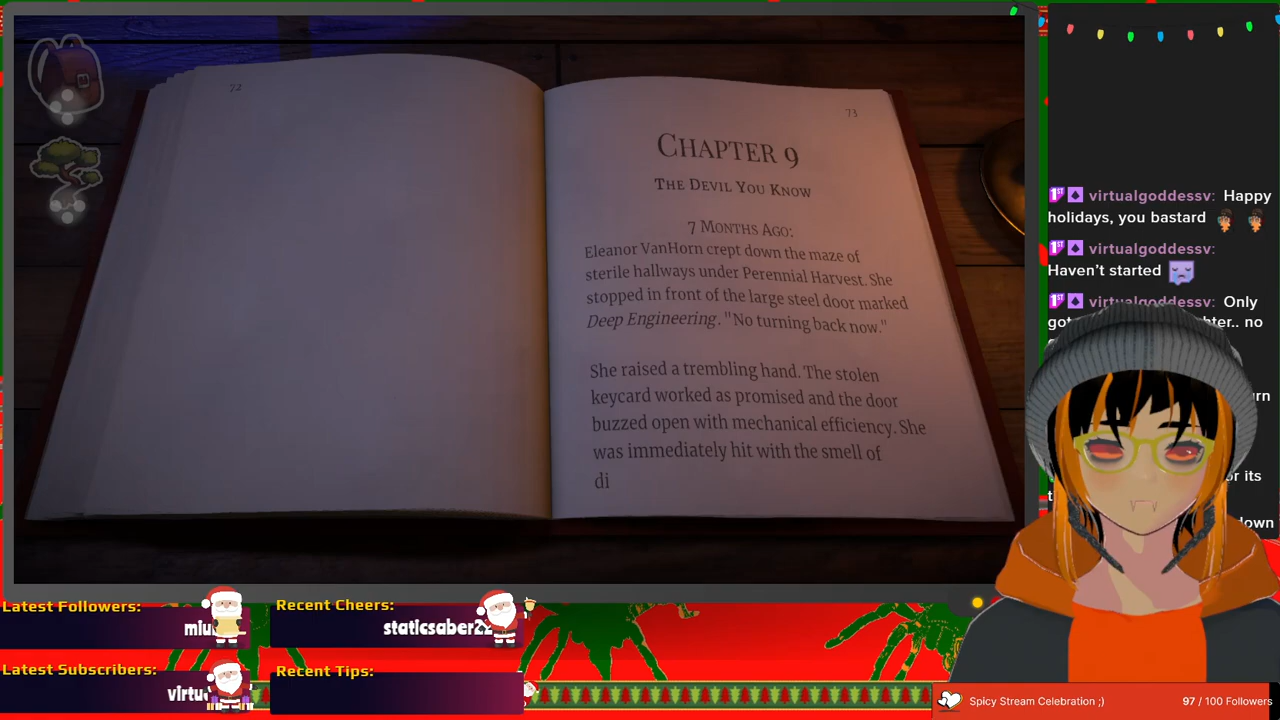 72
73
Chapter 9
The Devil You Know
7 Months Ago:
Eleanor VanHorn crept down the maze of
sterile hallways under Perennial Harvest. She
stopped in front of the large steel door marked
Deep Engineering. "No turning back now."
She raised a trembling hand. The stolen
keycard worked as promised and the door
buzzed open with mechanical efficiency. She
was immediately hit with the smell of
di
virtualgoddessv: Happy
holidays, you bastard
virtualgoddessv:
Haven't started
virtualgoddessv: Only
Latest Followers:
Recent Cheers:
staticsaber22
Latest Subscribers:
Recent Tips:
Spicy Stream Celebration ;)
97 / 100 Followers